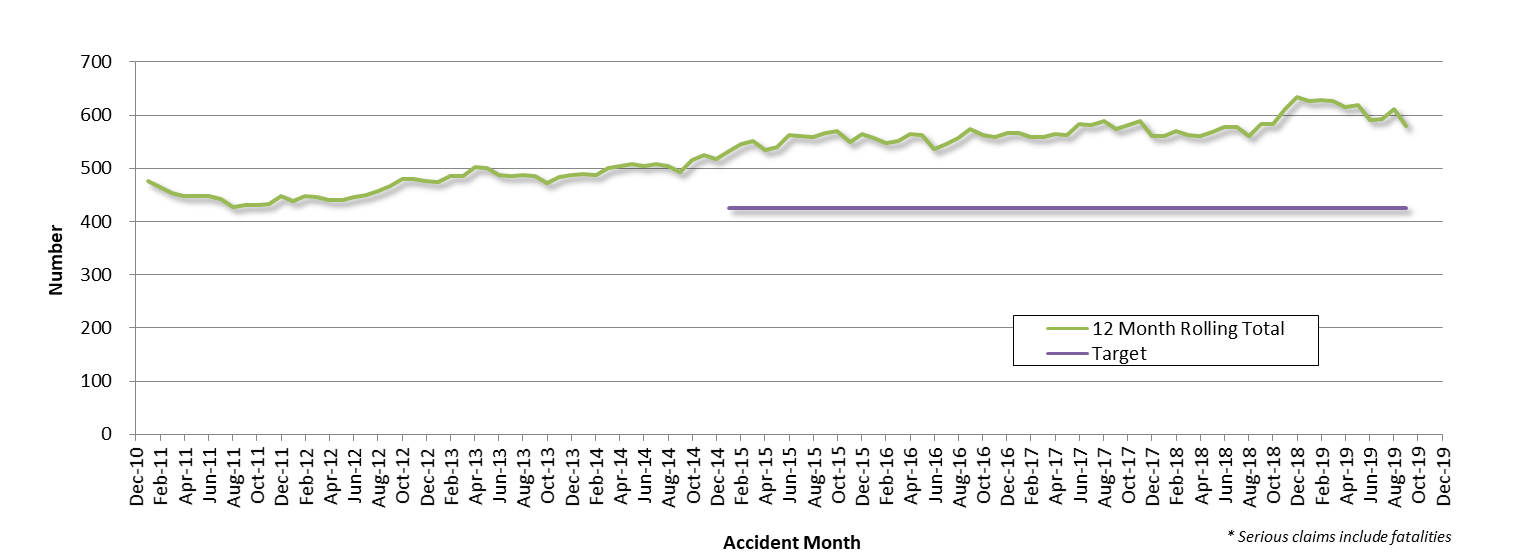 700
600
500
400
300
200
100
0
Number
Dec-10
Feb-11
Apr-11
Jun-11
Aug-11
Oct-11
Dec-11
Feb-12
Apr-12
Jun-12
Aug-12
Oct-12
Dec-12
Feb-13
Apr-13
Jun-13
Aug-13
Oct-13
Dec-13
Feb-14
Apr-14
Jun-14
Aug-14
Oct-14
Dec-14
Feb-15
Apr-15
Jun-15
Aug-15
Oct-15
Dec-15
Feb-16
Apr-16
Jun-16
Aug-16
Oct-16
Dec-16
Feb-17
Apr-17
Jun-17
Aug-17
Oct-17
Dec-17
Feb-18
Apr-18
Jun-18
Aug-18
Oct-18
Dec-18
Feb-19
Apr-19
Jun-19
Aug-19
Oct-19
Dec-19
12 Month Rolling Total
Target
Accident Month
* Serious claims include fatalities